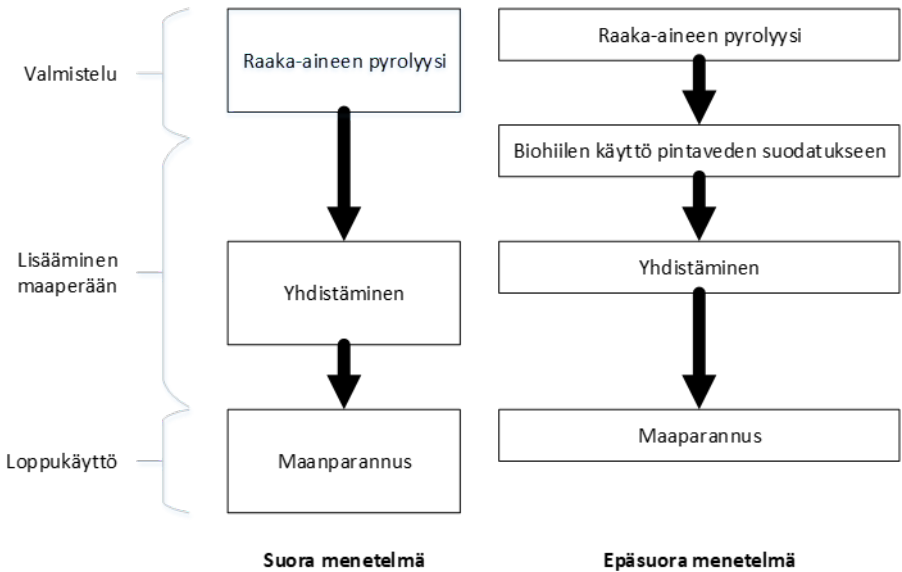 Valmistelu
Lisääminen
maaperään
Loppukäyttö
Raaka-aineen pyrolyysi
Yhdistäminen
Maanparannus
Suora menetelmä
Raaka-aineen pyrolyysi
Biohiilen käyttö pintaveden suodatukseen
Yhdistäminen
Maaparannus
Epäsuora menetelmä